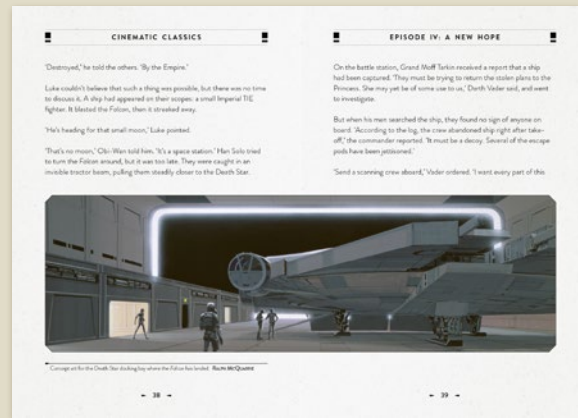 CINEMATIC CLASSICS
'Destroyed,' he told the others. 'By the Empire.'
Luke couldn't believe that such a thing was possible, but there was no time
to discuss it. A ship had appeared on their scopes: a small Imperial TIE
fighter. It blasted the Falcon, then it streaked away.
'He's heading for that small moon,' Luke pointed.
'That's no moon,' Obi-Wan told him. 'It's a space station.' Han Solo tried
to turn the Falcon around, but it was too late. They were caught in an
invisible tractor beam, pulling them steadily closer to the Death Star.
Concept art for the Death Star docking bay where the Falcon has landed. RALPH MCQUARRIE
38
EPISODE IV: A NEW HOPE
On the battle station, Grand Moff Tarkin received a report that a ship
had been captured. 'They must be trying to return the stolen plans to the
Princess. She may yet be of some use to us,' Darth Vader said, and went
to investigate.
But when his men searched the ship, they found no sign of anyone on
board. 'According to the log, the crew abandoned ship right after take-
off,' the commander reported. 'It must be a decoy. Several of the escape
pods have been jettisoned.'
'Send a scanning crew aboard,' Vader ordered. 'I want every part of this
39